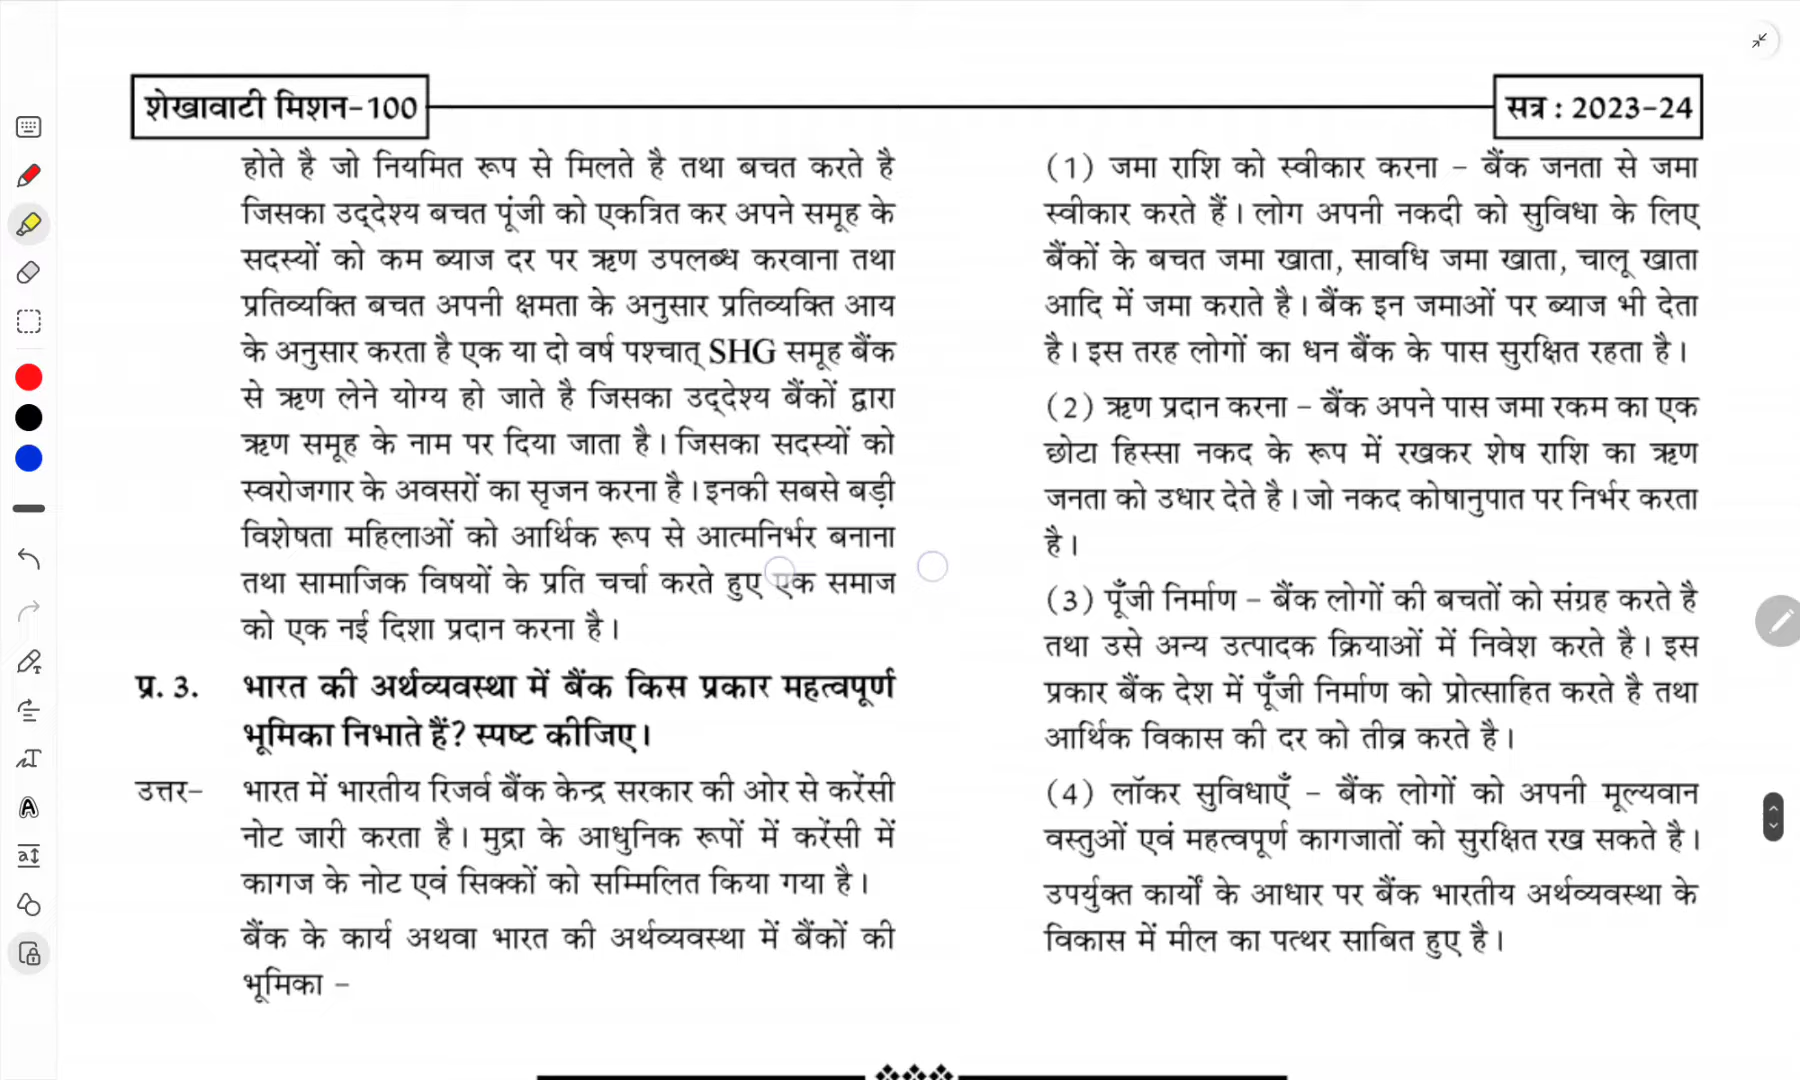 शेखावाटी मिशन-100
सत्र : 2023-24
होते है जो नियमित रूप से मिलते है तथा बचत करते है
जिसका उद्देश्य बचत पूंजी को एकत्रित कर अपने समूह के
सदस्यों को कम ब्याज दर पर ऋण उपलब्ध करवाना तथा
प्रतिव्यक्ति बचत अपनी क्षमता के अनुसार प्रतिव्यक्ति आय
के अनुसार करता है एक या दो वर्ष पश्चात् SHG समूह बैंक
से ऋण लेने योग्य हो जाते है जिसका उद्देश्य बैंकों द्वारा
ऋण समूह के नाम पर दिया जाता है। जिसका सदस्यों को
स्वरोजगार के अवसरों का सृजन करना है। इनकी सबसे बड़ी
विशेषता महिलाओं को आर्थिक रूप से आत्मनिर्भर बनाना
तथा सामाजिक विषयों के प्रति चर्चा करते हुए एक समाज
को एक नई दिशा प्रदान करना है।
प्र. 3. भारत की अर्थव्यवस्था में बैंक किस प्रकार महत्वपूर्ण
भूमिका निभाते हैं? स्पष्ट कीजिए।
उत्तर- भारत में भारतीय रिजर्व बैंक केन्द्र सरकार की ओर से करेंसी
नोट जारी करता है। मुद्रा के आधुनिक रूपों में करेंसी में
कागज के नोट एवं सिक्कों को सम्मिलित किया गया है।
बैंक के कार्य अथवा भारत की अर्थव्यवस्था में बैंकों की
भूमिका -
(1) जमा राशि को स्वीकार करना - बैंक जनता से जमा
स्वीकार करते हैं। लोग अपनी नकदी को सुविधा के लिए
बैंकों के बचत जमा खाता, सावधि जमा खाता, चालू खाता
आदि में जमा कराते है। बैंक इन जमाओं पर ब्याज भी देता
है। इस तरह लोगों का धन बैंक के पास सुरक्षित रहता है।
(2) ऋण प्रदान करना - बैंक अपने पास जमा रकम का एक
छोटा हिस्सा नकद के रूप में रखकर शेष राशि का ऋण
जनता को उधार देते है। जो नकद कोषानुपात पर निर्भर करता
है।
(3) पूँजी निर्माण - बैंक लोगों की बचतों को संग्रह करते है
तथा उसे अन्य उत्पादक क्रियाओं में निवेश करते है। इस
प्रकार बैंक देश में पूँजी निर्माण को प्रोत्साहित करते है तथा
आर्थिक विकास की दर को तीव्र करते है।
(4) लॉकर सुविधाएँ - बैंक लोगों को अपनी मूल्यवान
वस्तुओं एवं महत्वपूर्ण कागजातों को सुरक्षित रख सकते है।
उपर्युक्त कार्यों के आधार पर बैंक भारतीय अर्थव्यवस्था के
विकास में मील का पत्थर साबित हुए है।